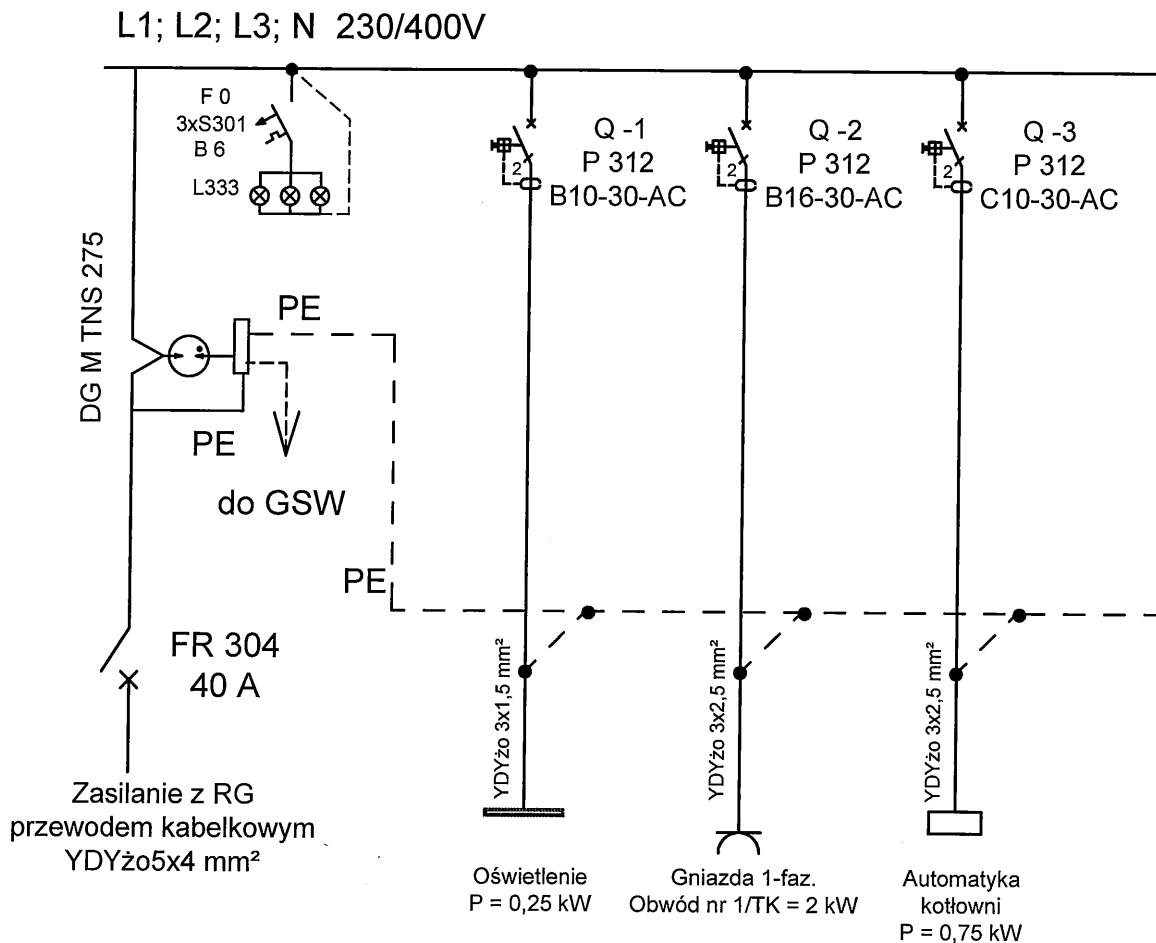 L1; L2; L3; N 230/400V
F 0
3xS301
B 6
L333
DG M TNS 275
PE
PE
do GSW
PE
FR 304
40 A
Zasilanie z RG
przewodem kabelkowym
YDYżo5x4 mm²
2
Q -1
P 312
B10-30-AC
YDYżo 3x1,5 mm²
Oświetlenie
P = 0,25 kW
2
Q -2
P 312
B16-30-AC
YDYżo 3x2,5 mm²
Gniazda 1-faz.
Obwód nr 1/TK = 2 kW
2
Q -3
P 312
C10-30-AC
YDYżo 3x2,5 mm²
Automatyka
kotłowni
P = 0,75 kW